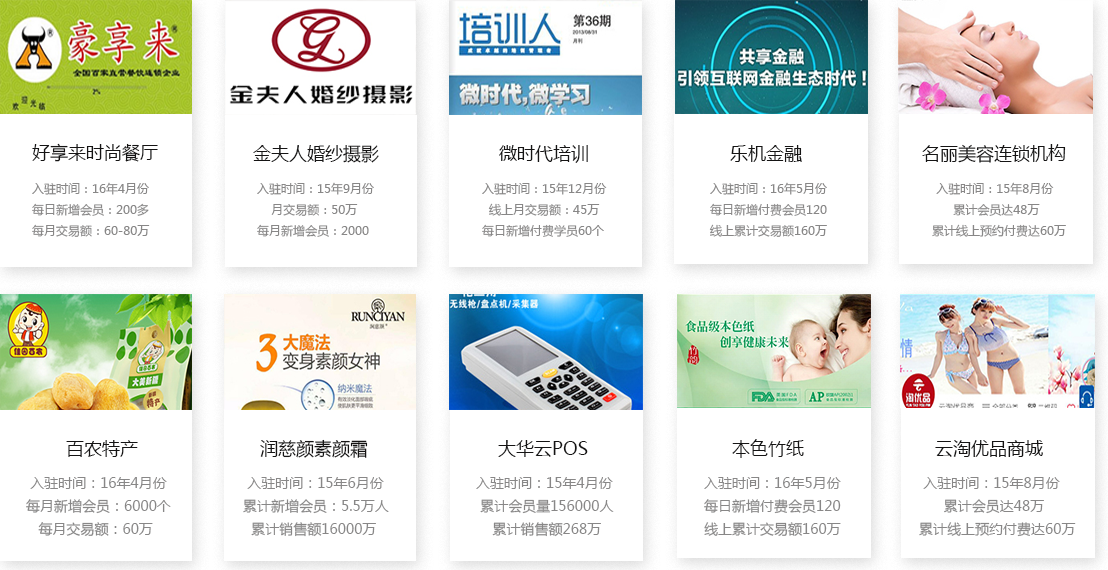 豪享来
全国百家直营餐饮连锁企业
欢迎光临
好享来时尚餐厅
入驻时间：16年4月份
每日新增会员：200多
每月交易额：60-80万
金夫人婚纱摄影
金夫人婚纱摄影
入驻时间：15年9月份
月交易额：50万
每月新增会员：2000
培训人
第36期
2013/08/31
月刊
微时代，微学习
微时代培训
入驻时间：15年12月份
线上月交易额：45万
每日新增付费学员60个
共享金融
引领互联网金融生态时代！
乐机金融
入驻时间：16年5月份
每日新增付费会员120
线上累计交易额160万
名丽美容连锁机构
入驻时间：15年8月份
累计会员达48万
累计线上预约付费达60万
佳田百农
特产
百农特产
入驻时间：16年4月份
每月新增会员：6000个
每月交易额：60万
RUNCIYAN
润慈颜
3大魔法
变身素颜女神
纳米魔法
润慈颜素颜霜
入驻时间：15年6月份
累计新增会员：5.5万人
累计销售额16000万
无线枪/盘点机/采集器
大华云POS
入驻时间：15年4月份
累计会员量156000人
累计销售额268万
食品级本色纸
创享健康未来
FDA
AP
本色竹纸
入驻时间：16年5月份
每日新增付费会员120
线上累计交易额160万
情
淘优品
云淘优品商城
入驻时间：15年8月份
累计会员达48万
累计线上预约付费达60万